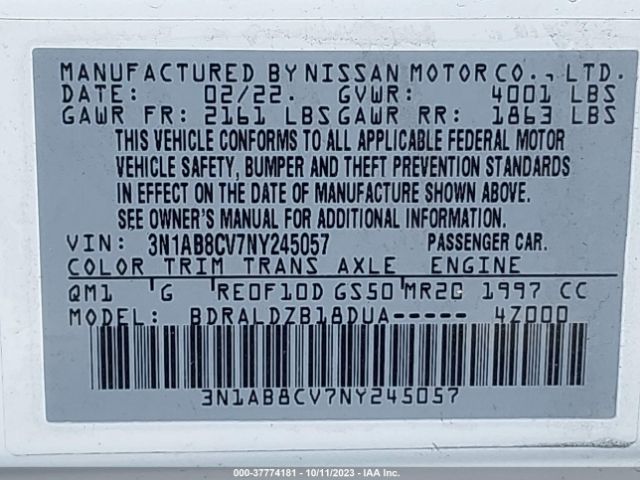 MANUFACTURED BY NISSAN MOTOR CO., LTD.
DATE: 02/22. GVWR: 4001 LBS
GAWR FR: 2161 LBS GAWR RR: 1863 LBS
THIS VEHICLE CONFORMS TO ALL APPLICABLE FEDERAL MOTOR
VEHICLE SAFETY, BUMPER AND THEFT PREVENTION STANDARDS
IN EFFECT ON THE DATE OF MANUFACTURE SHOWN ABOVE.
SEE OWNER'S MANUAL FOR ADDITIONAL INFORMATION.
VIN: 3N1AB8CV7NY245057 PASSENGER CAR.
COLOR TRIM TRANS AXLE ENGINE
QM1 G RE0F10D GS50 MR20 1997 CC
MODEL: BDRALDZB18DUA----- 4Z000
3N1AB8CV7NY245057
000-37774181 - 10/11/2023 - IAA Inc.